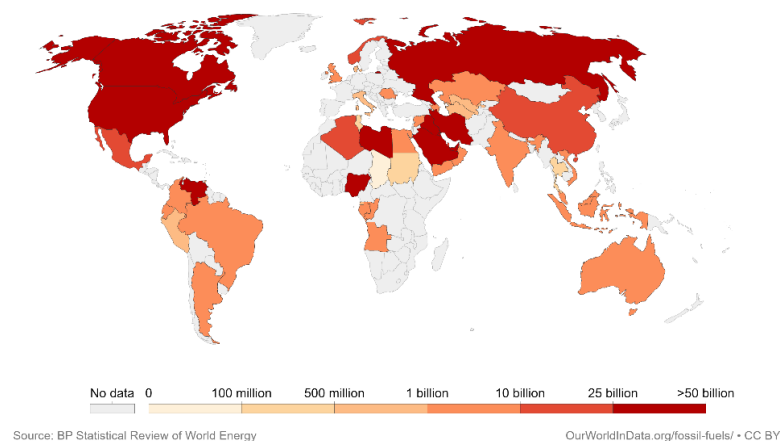 No data 0 100 million 500 million 1 billion 10 billion 25 billion >50 billion
Source: BP Statistical Review of World Energy OurWorldInData.org/fossil-fuels/ • CC BY